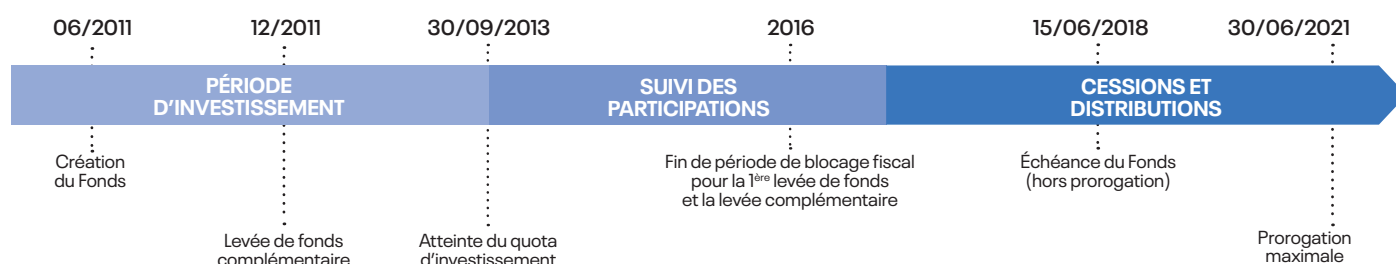 06/2011
12/2011
30/09/2013
2016
15/06/2018
30/06/2021
PÉRIODE
D'INVESTISSEMENT
SUIVI DES
PARTICIPATIONS
CESSIONS ET
DISTRIBUTIONS
Création
du Fonds
Levée de fonds
complémentaire
Atteinte du quota
d'investissement
Fin de période de blocage fiscal
pour la 1ère levée de fonds
et la levée complémentaire
Échéance du Fonds
(hors prorogation)
Prorogation
maximale